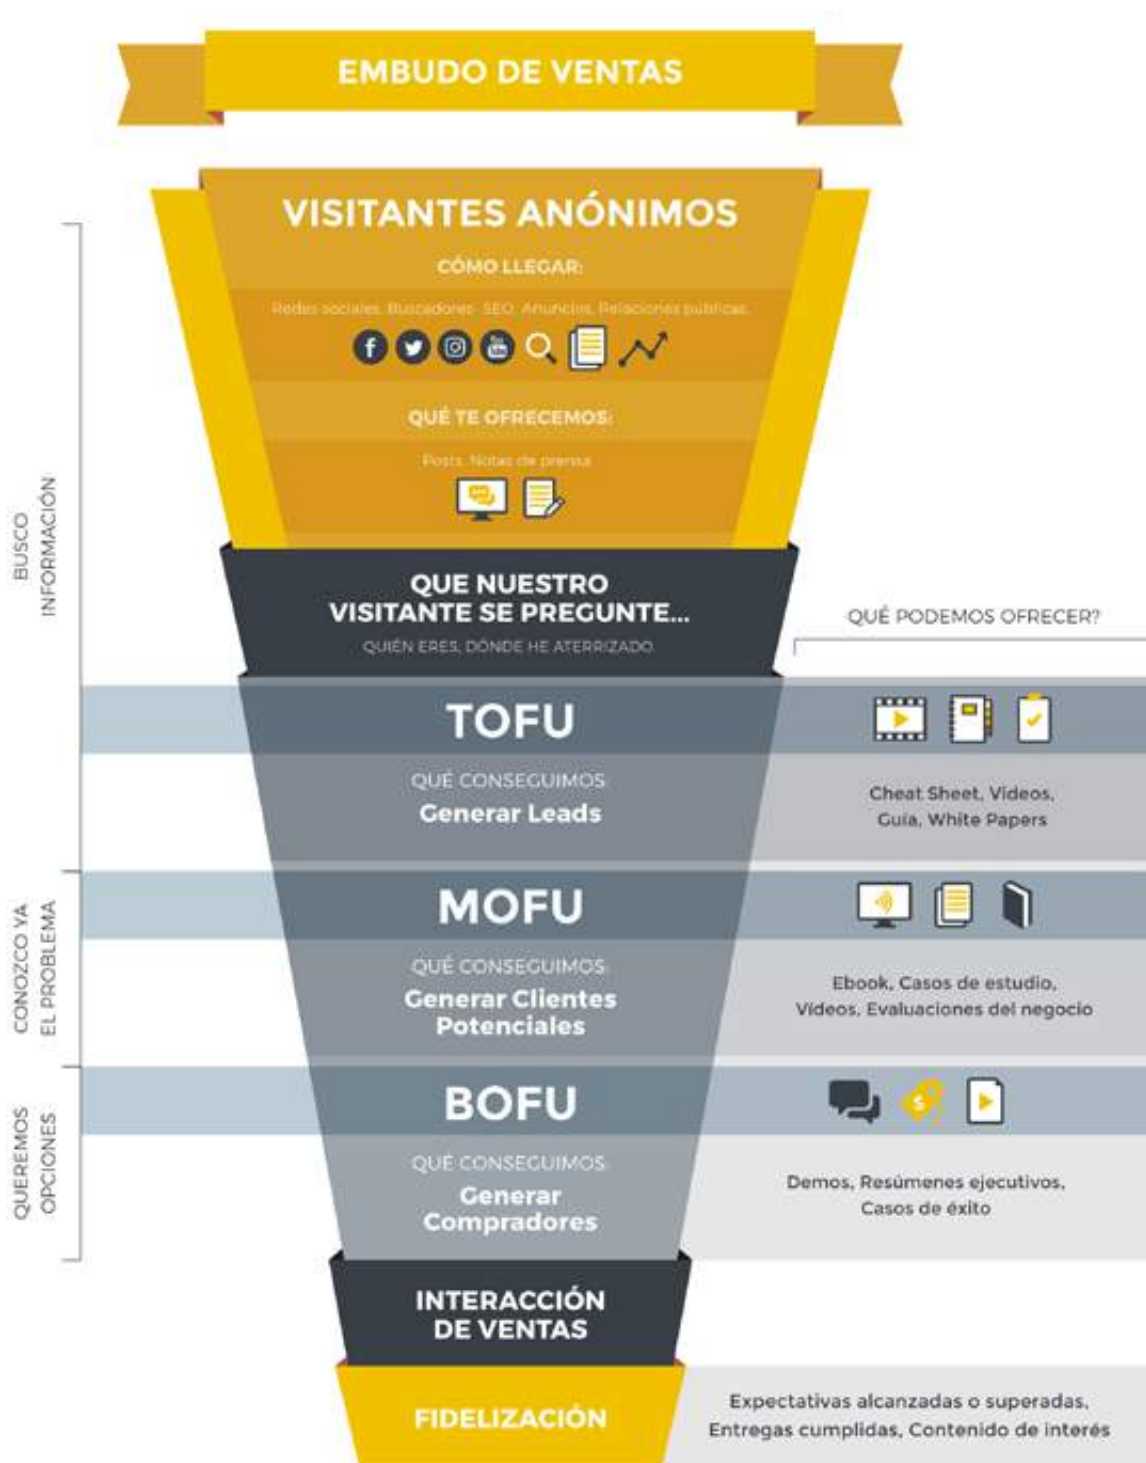 EMBUDO DE VENTAS
VISITANTES ANÓNIMOS
CÓMO LLEGAR:
Redes sociales, Buscadores, SEO, Anuncios, Relaciones públicas.
QUÉ TE OFRECEMOS:
Posts, Notas de prensa
BUSCO
INFORMACIÓN
QUE NUESTRO
VISITANTE SE PREGUNTE...
QUIÉN ERES, DÓNDE HE ATERRIZADO.
QUÉ PODEMOS OFRECER?
TOFU
QUÉ CONSEGUIMOS:
Generar Leads
Cheat Sheet, Vídeos,
Guía, White Papers
CONOZCO YA
EL PROBLEMA
MOFU
QUÉ CONSEGUIMOS:
Generar Clientes
Potenciales
Ebook, Casos de estudio,
Vídeos, Evaluaciones del negocio
QUEREMOS
OPCIONES
BOFU
QUÉ CONSEGUIMOS:
Generar
Compradores
Demos, Resúmenes ejecutivos,
Casos de éxito
INTERACCIÓN
DE VENTAS
FIDELIZACIÓN
Expectativas alcanzadas o superadas,
Entregas cumplidas, Contenido de interés